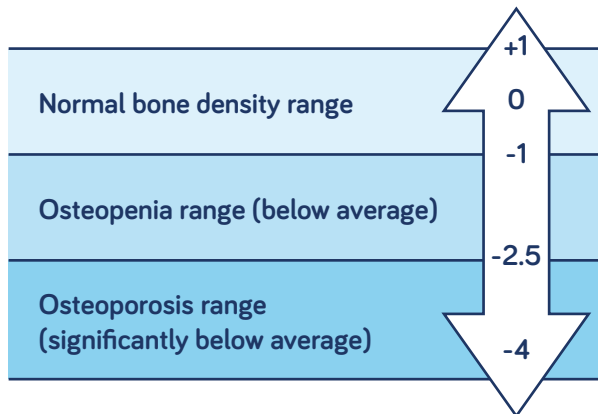 +1
Normal bone density range
0
-1
Osteopenia range (below average)
-2.5
Osteoporosis range
(significantly below average)
-4